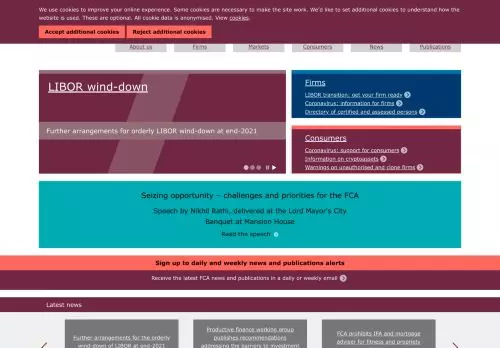 We use cookies to improve your online experience. Some cookies are necessary to make the site work. We'd like to set additional cookies to understand how
the website is used. These are optional. All cookie data is anonymised. View cookies.
Accept additional cookies
Reject additional cookies
About us
Firms
Markets
Consumers
News
Publications
LIBOR wind-down
Further arrangements for orderly LIBOR wind-down at end-2021
Firms
LIBOR transition: get your firm ready
Coronavirus: information for firms
Directory of certified and assessed persons
Consumers
Coronavirus: support for consumers
Information on cryptoassets
Warnings on unauthorised and clone firms
Seizing opportunity – challenges and priorities for the FCA
Speech by Nikhil Rathi, delivered at the Lord Mayor's City
Banquet at Mansion House
Read the speech
Sign up to daily and weekly news and publications alerts
Receive the latest FCA news and publications in a daily or weekly email
Latest news
Further arrangements for the orderly
wind-down of LIBOR at end-2021
Productive finance working group
publishes recommendations
addressing the barriers to investment
FCA prohibits IFA and mortgage
adviser for fitness and propriety